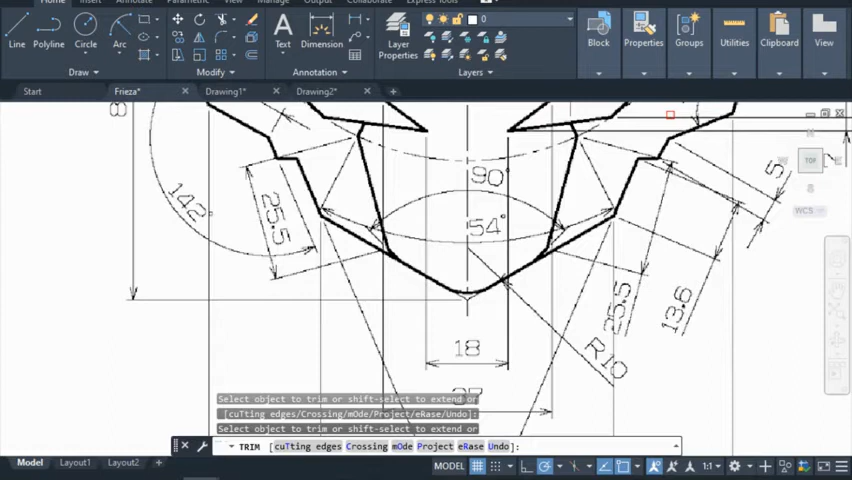 Home
Insert
Annotate
View
Manage
Output
Collaborate
Express Tools
Line
Polyline
Circle
Arc
Text
Dimension
Layer
Properties
0
Block
Properties
Groups
Utilities
Clipboard
View
Draw
Modify
Annotation
Layers
Start
Frieza*
Drawing1*
Drawing2*
TOP
WCS
142°
25.5
90°
54°
5
25.5
13.6
R10
18
Select object to trim or shift-select to extend or
[cuTting edges/Crossing/mOde/Project/eRase/Undo]:
Select object to trim or shift-select to extend or
TRIM [cuTting edges Crossing mOde Project eRase Undo]:
Model
Layout1
Layout2
MODEL
1:1